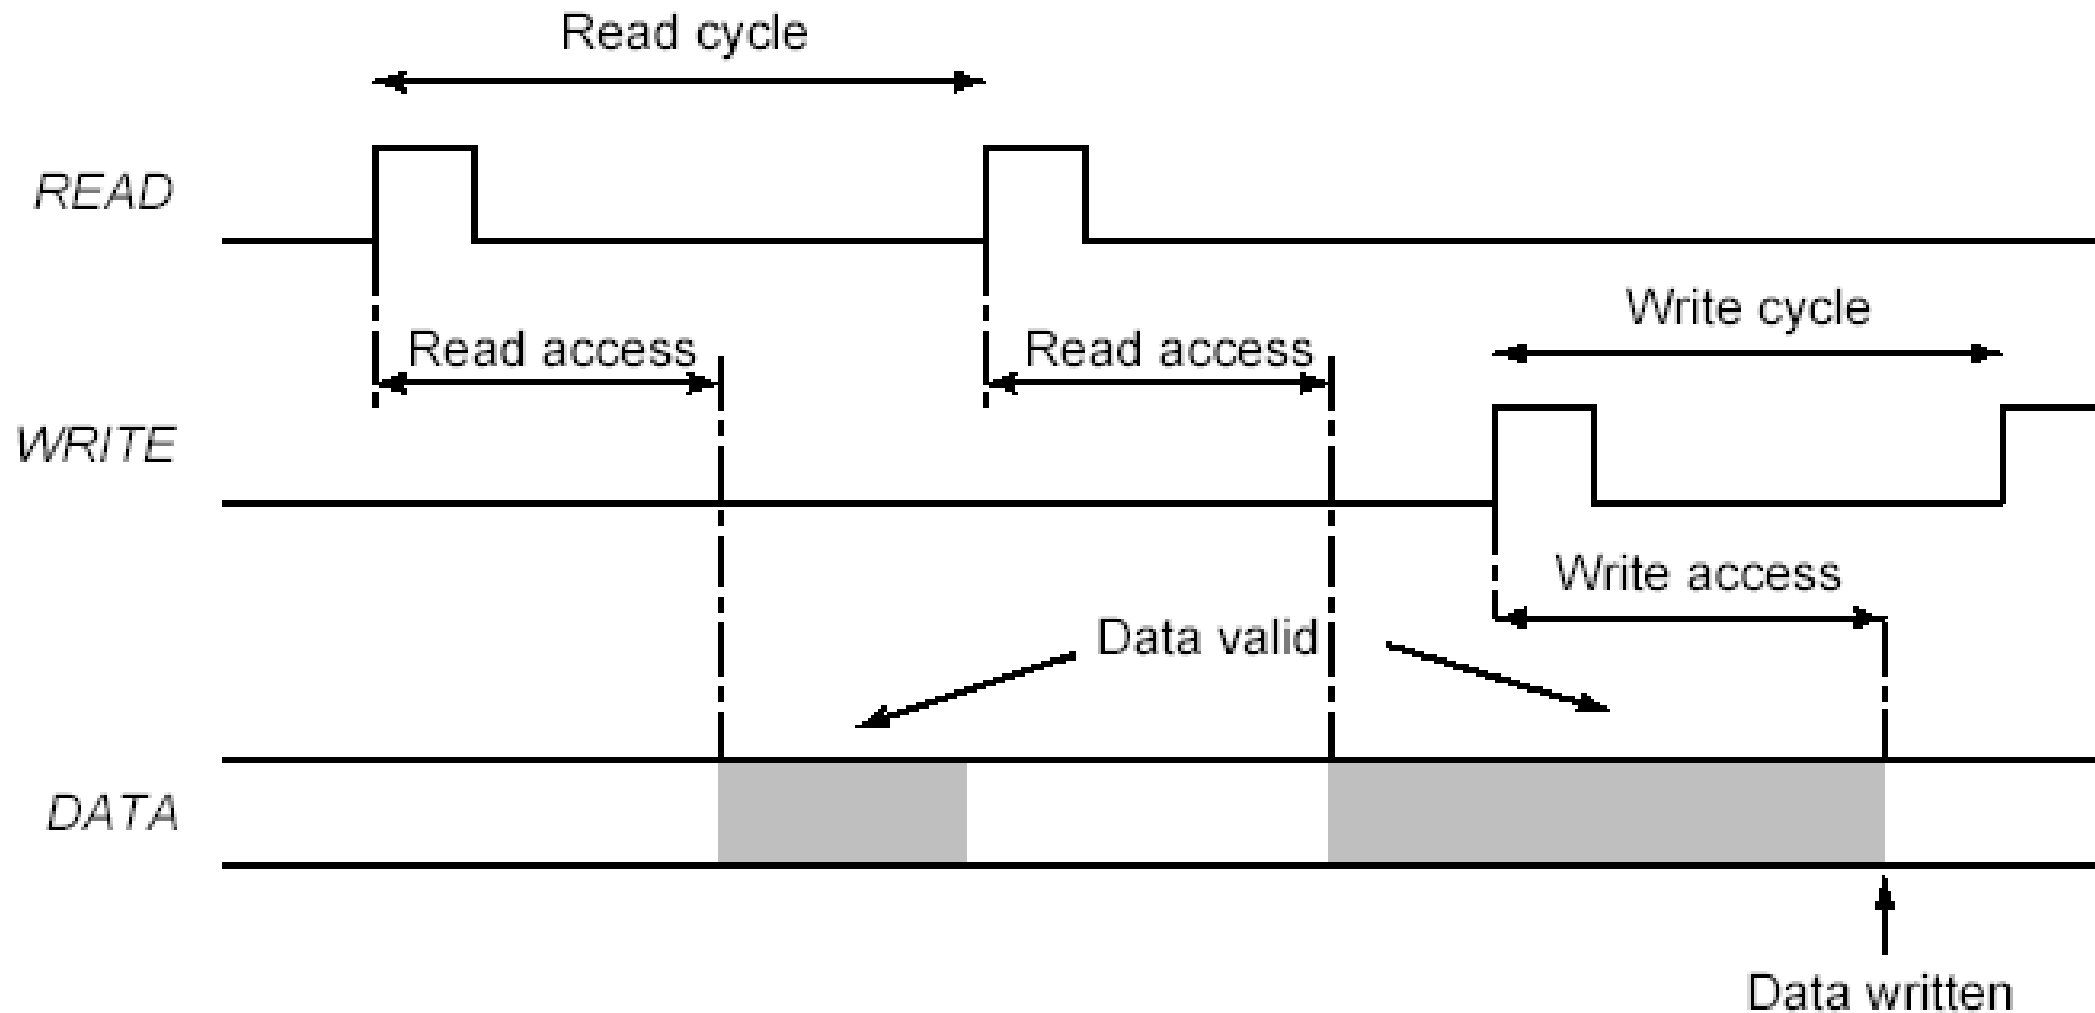 Read cycle
READ
Write cycle
Read access
Read access
WRITE
Write access
Data valid
DATA
Data written